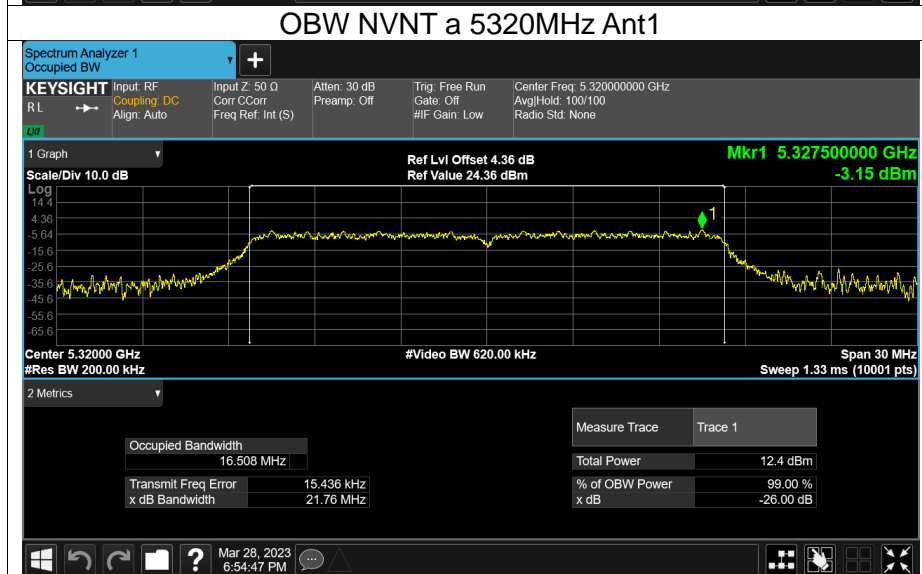 OBW NVNT a 5320MHz Ant1
Spectrum Analyzer 1
Occupied BW
▼
+
KEYSIGHT
R L
LXI
Input: RF
Coupling: DC
Align: Auto
Input Z: 50 Ω
Corr CCorr
Freq Ref: Int (S)
Atten: 30 dB
Preamp: Off
Trig: Free Run
Gate: Off
#IF Gain: Low
Center Freq: 5.320000000 GHz
Avg|Hold: 100/100
Radio Std: None
1 Graph ▼
Scale/Div 10.0 dB
Ref Lvl Offset 4.36 dB
Ref Value 24.36 dBm
Mkr1 5.327500000 GHz
-3.15 dBm
Log
14.4
4.36
-5.64
-15.6
-25.6
-35.6
-45.6
-55.6
-65.6
1
Center 5.32000 GHz
#Res BW 200.00 kHz
#Video BW 620.00 kHz
Span 30 MHz
Sweep 1.33 ms (10001 pts)
2 Metrics ▼
Occupied Bandwidth
16.508 MHz
Transmit Freq Error 15.436 kHz
x dB Bandwidth 21.76 MHz
Measure Trace Trace 1
Total Power 12.4 dBm
% of OBW Power 99.00 %
x dB -26.00 dB
?
Mar 28, 2023
6:54:47 PM